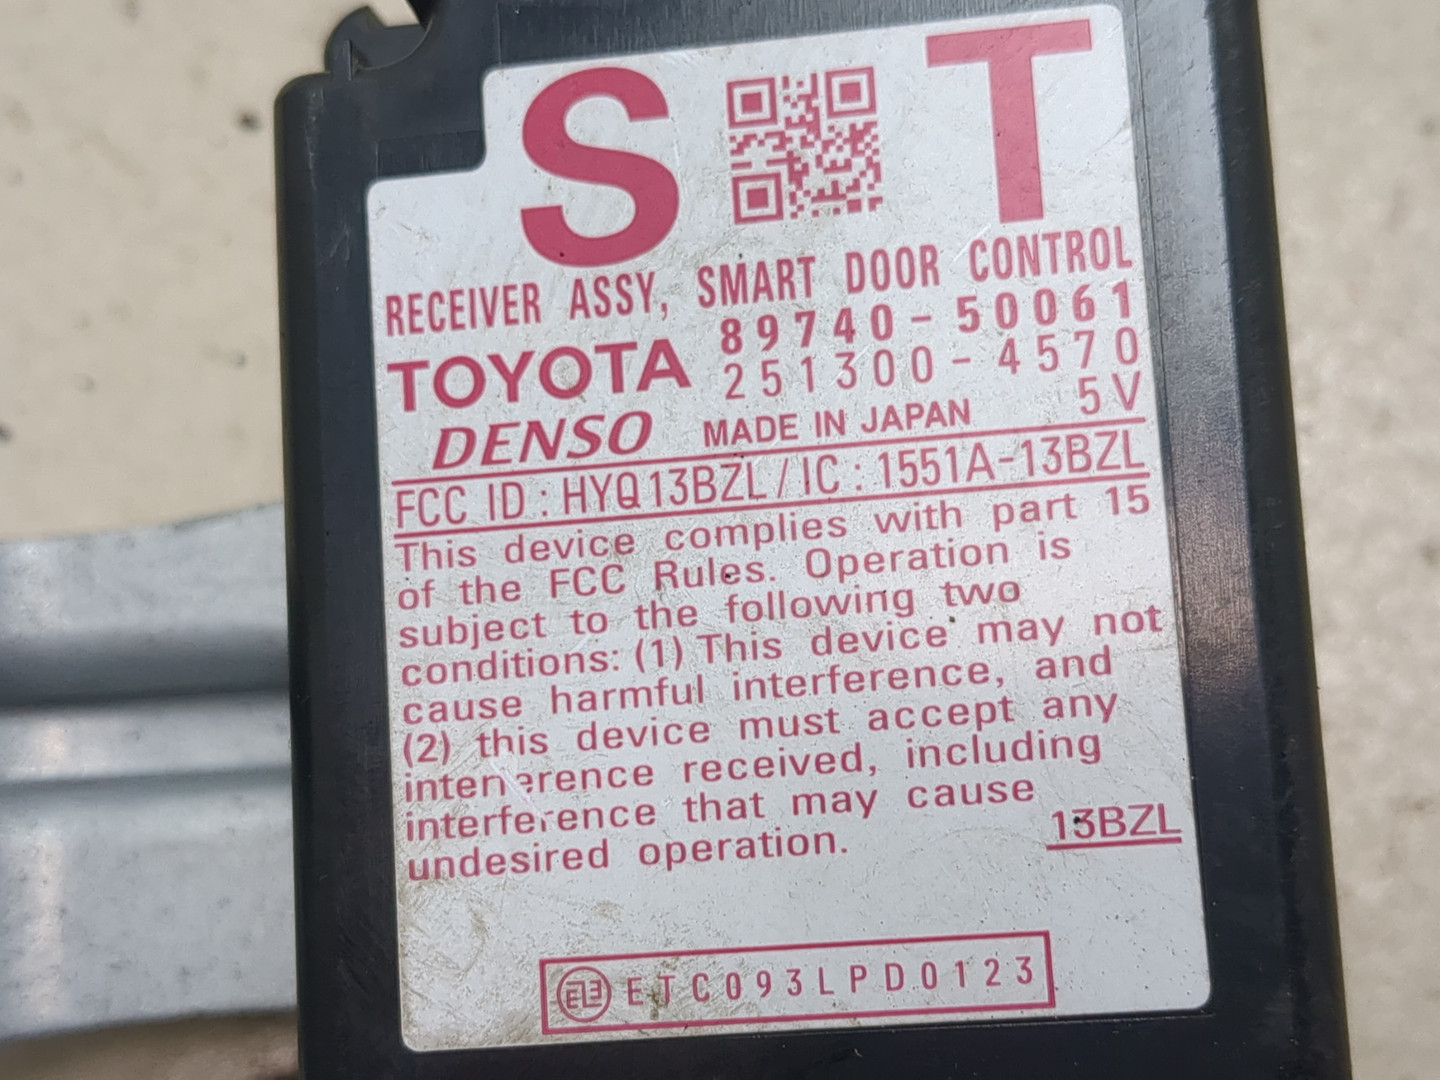 S T
RECEIVER ASSY, SMART DOOR CONTROL
TOYOTA 89740-50061
251300-4570
DENSO MADE IN JAPAN 5V
FCC ID : HYQ13BZL / IC : 1551A-13BZL
This device complies with part 15
of the FCC Rules. Operation is
subject to the following two
conditions: (1) This device may not
cause harmful interference, and
(2) this device must accept any
interference received, including
interference that may cause
undesired operation.
13BZL
ETC093LPD0123